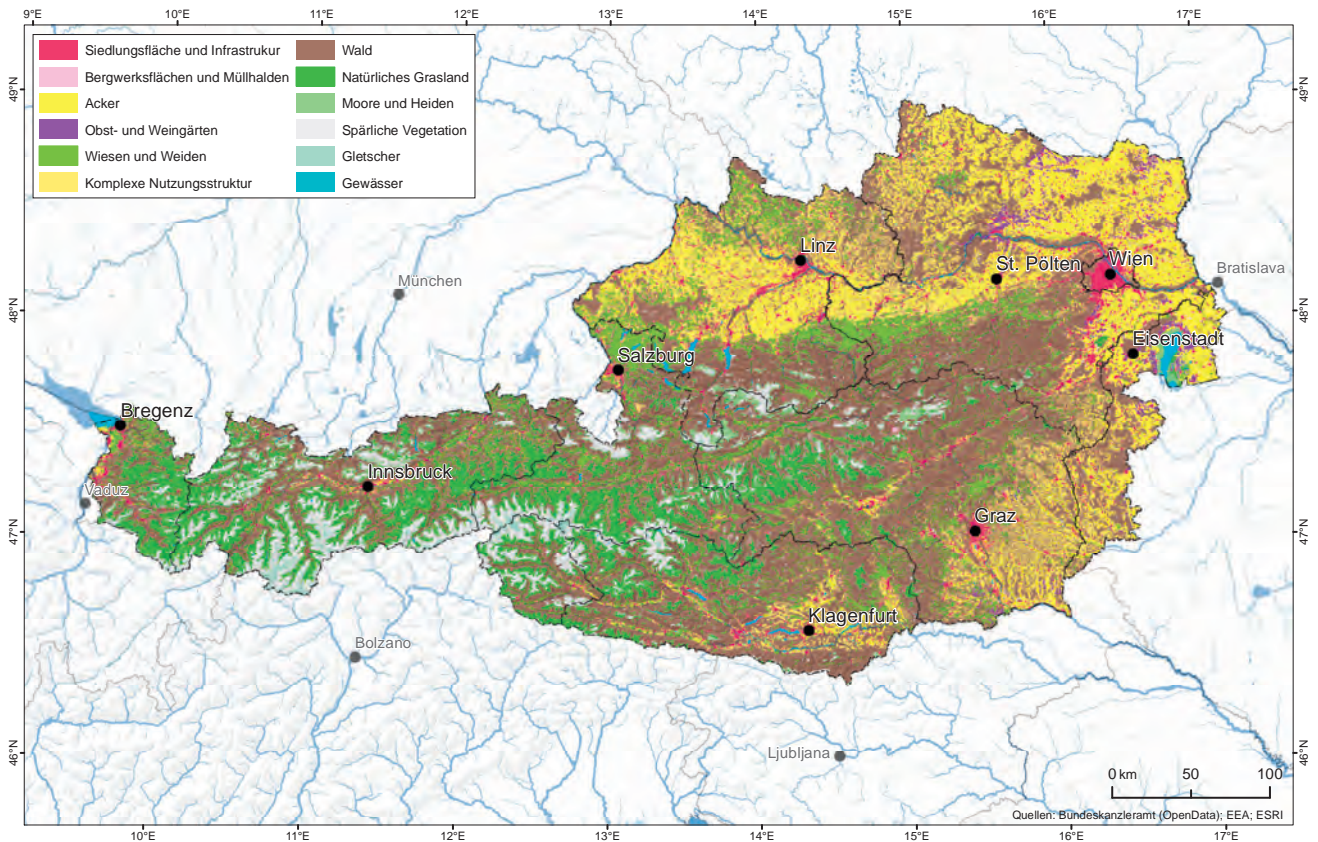 9°E 10°E 11°E 12°E 13°E 14°E 15°E 16°E 17°E
Siedlungsfläche und Infrastrukur
Bergwerksflächen und Müllhalden
Acker
Obst- und Weingärten
Wiesen und Weiden
Komplexe Nutzungsstruktur
Wald
Natürliches Grasland
Moore und Heiden
Spärliche Vegetation
Gletscher
Gewässer
49°N
49°N
Linz
St. Pölten
Wien
Bratislava
München
48°N
48°N
Eisenstadt
Salzburg
Bregenz
Innsbruck
Vaduz
47°N
47°N
Graz
Klagenfurt
Bolzano
Ljubljana
46°N
46°N
0 km 50 100
Quellen: Bundeskanzleramt (OpenData); EEA; ESRI
10°E 11°E 12°E 13°E 14°E 15°E 16°E 17°E